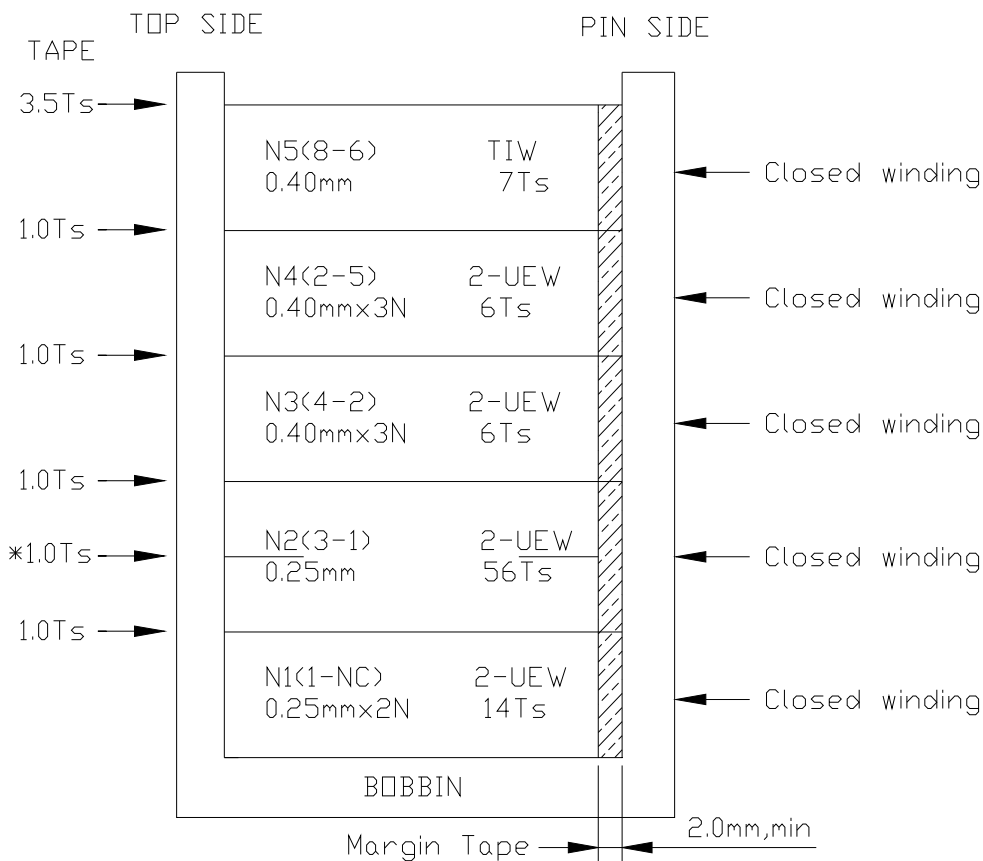 TOP SIDE
PIN SIDE
TAPE
3.5Ts
N5(8-6) TIW
0.40mm 7Ts
Closed winding
1.0Ts
N4(2-5) 2-UEW
0.40mmx3N 6Ts
Closed winding
1.0Ts
N3(4-2) 2-UEW
0.40mmx3N 6Ts
Closed winding
1.0Ts
N2(3-1) 2-UEW
*1.0Ts
0.25mm 56Ts
Closed winding
1.0Ts
N1(1-NC) 2-UEW
0.25mmx2N 14Ts
Closed winding
BOBBIN
2.0mm,min
Margin Tape